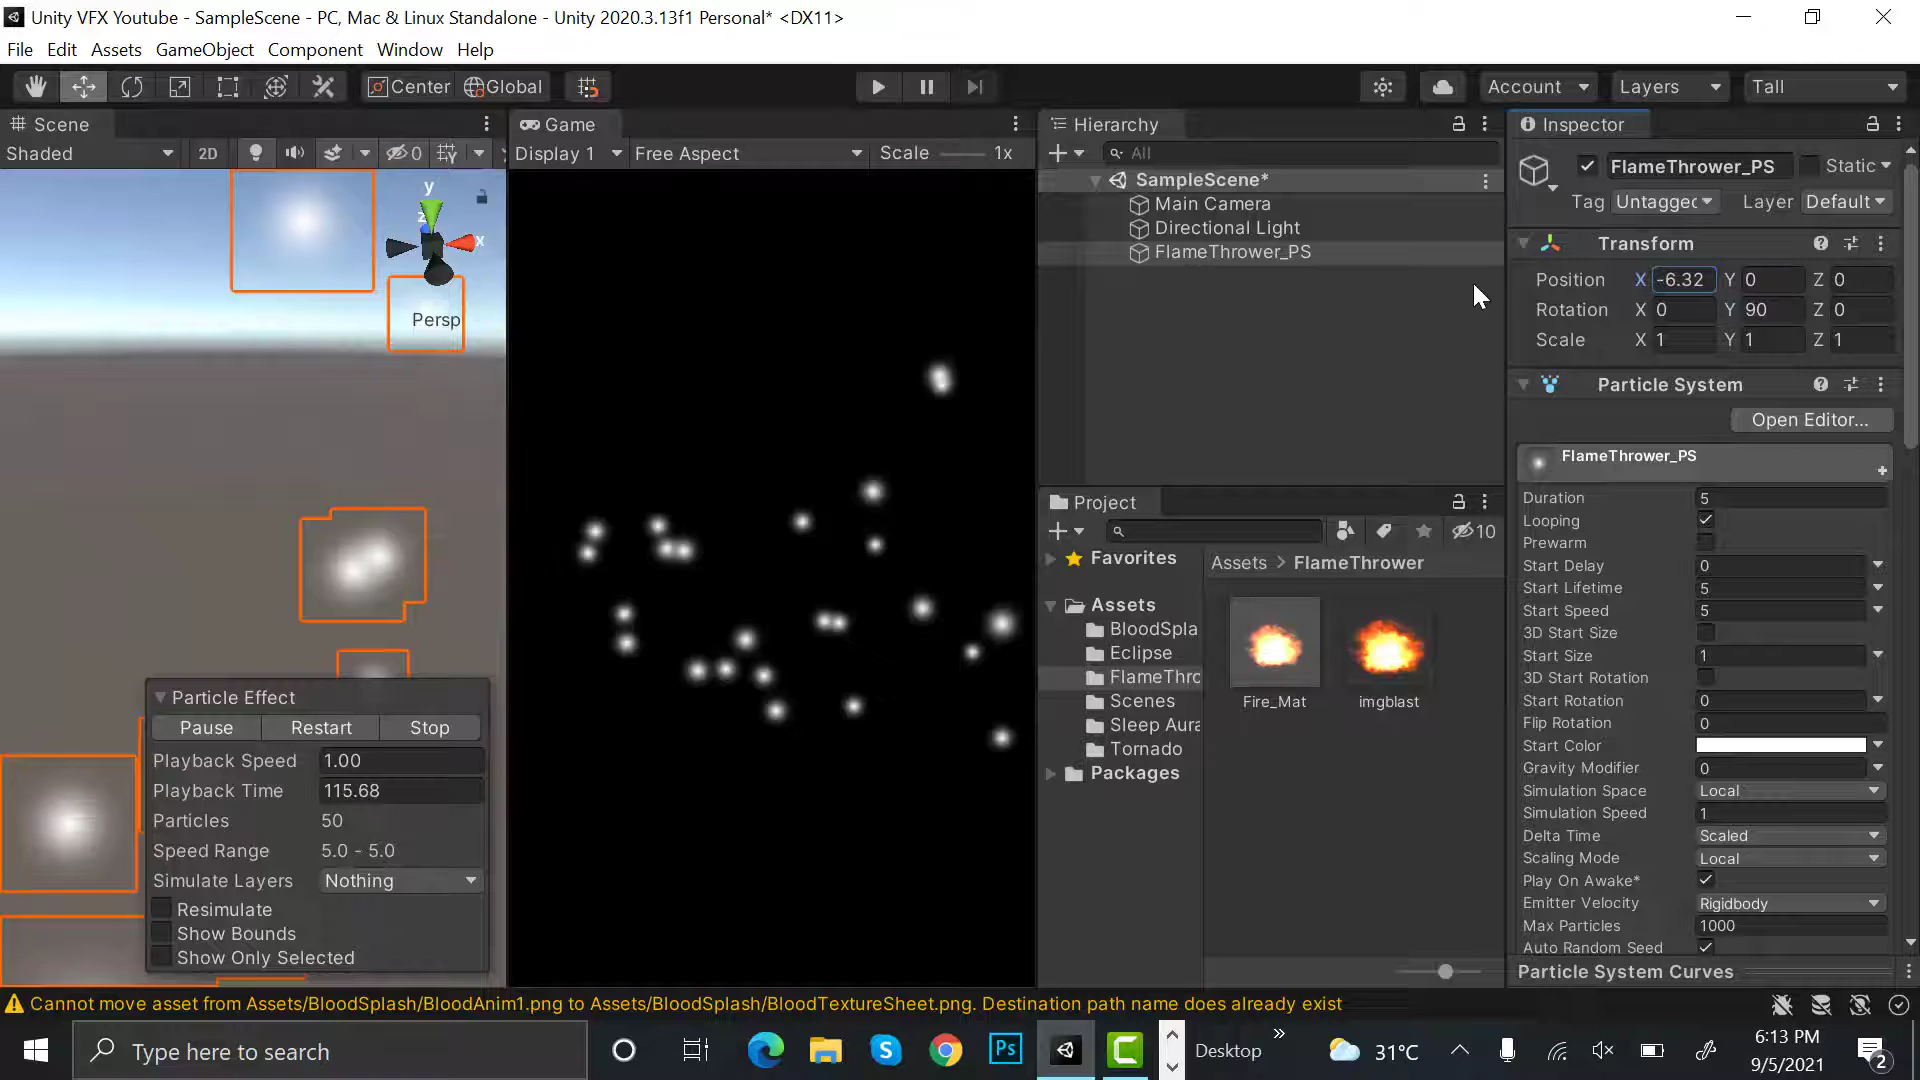 Unity VFX Youtube - SampleScene - PC, Mac & Linux Standalone - Unity 2020.3.13f1 Personal* <DX11>
File Edit Assets GameObject Component Window Help
Center Global Account Layers Tall
Scene
Shaded 2D
y
z
x
Persp
Particle Effect
Pause Restart Stop
Playback Speed 1.00
Playback Time 115.68
Particles 50
Speed Range 5.0 - 5.0
Simulate Layers Nothing
Resimulate
Show Bounds
Show Only Selected
Game
Display 1 Free Aspect Scale 1x
Hierarchy
All
SampleScene*
Main Camera
Directional Light
FlameThrower_PS
Project
10
Favorites
Assets
BloodSpla
Eclipse
FlameThro
Scenes
Sleep Aura
Tornado
Packages
Assets > FlameThrower
Fire_Mat imgblast
Inspector
FlameThrower_PS Static
Tag Untagged Layer Default
Transform
Position X -6.32 Y 0 Z 0
Rotation X 0 Y 90 Z 0
Scale X 1 Y 1 Z 1
Particle System
Open Editor...
FlameThrower_PS
Duration 5
Looping
Prewarm
Start Delay 0
Start Lifetime 5
Start Speed 5
3D Start Size
Start Size 1
3D Start Rotation
Start Rotation 0
Flip Rotation 0
Start Color
Gravity Modifier 0
Simulation Space Local
Simulation Speed 1
Delta Time Scaled
Scaling Mode Local
Play On Awake*
Emitter Velocity Rigidbody
Max Particles 1000
Auto Random Seed
Particle System Curves
Cannot move asset from Assets/BloodSplash/BloodAnim1.png to Assets/BloodSplash/BloodTextureSheet.png. Destination path name does already exist
Type here to search
Ps
Desktop
31°C
6:13 PM
9/5/2021
2